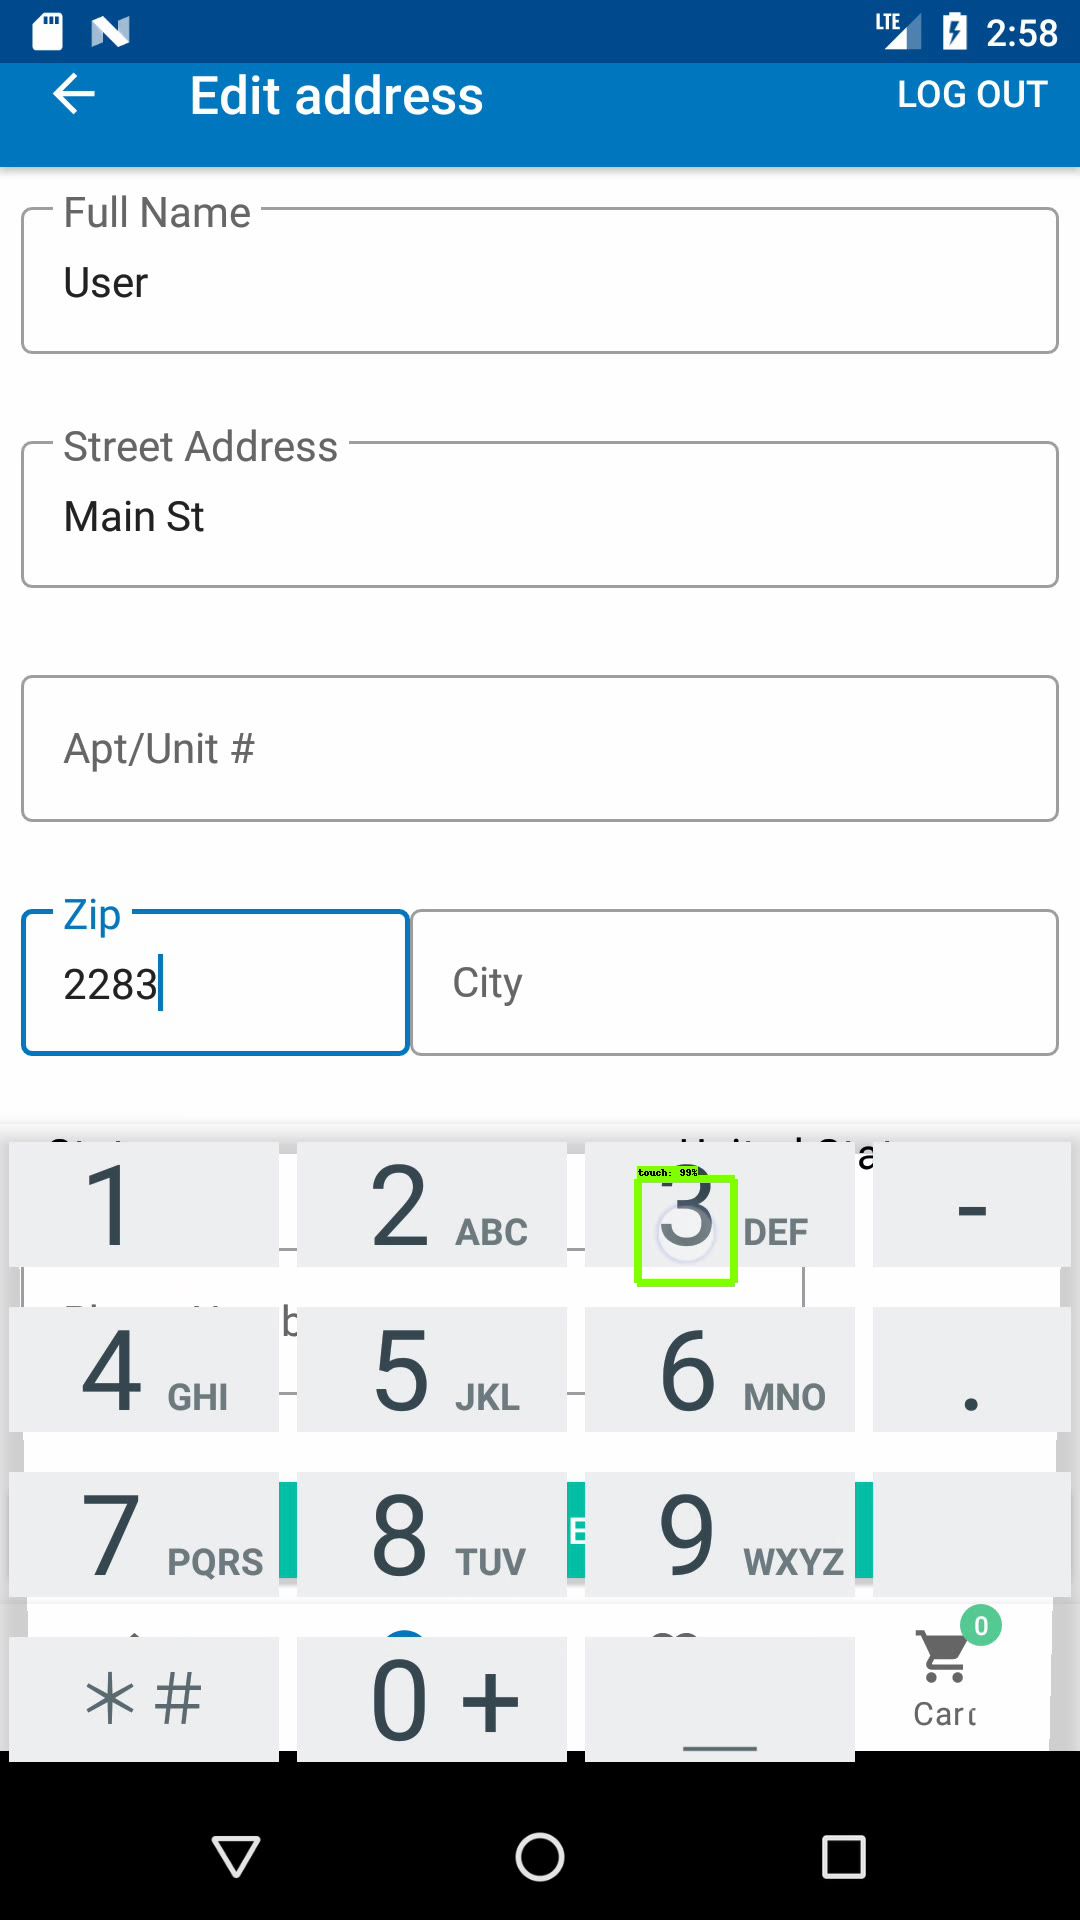 LTE 2:58
Edit address LOG OUT
Full Name
User
Street Address
Main St
Apt/Unit #
Zip
2283
City
1 2 ABC 3 DEF -
touch: 99%
4 GHI 5 JKL 6 MNO .
7 PQRS 8 TUV 9 WXYZ
0
* # 0 +